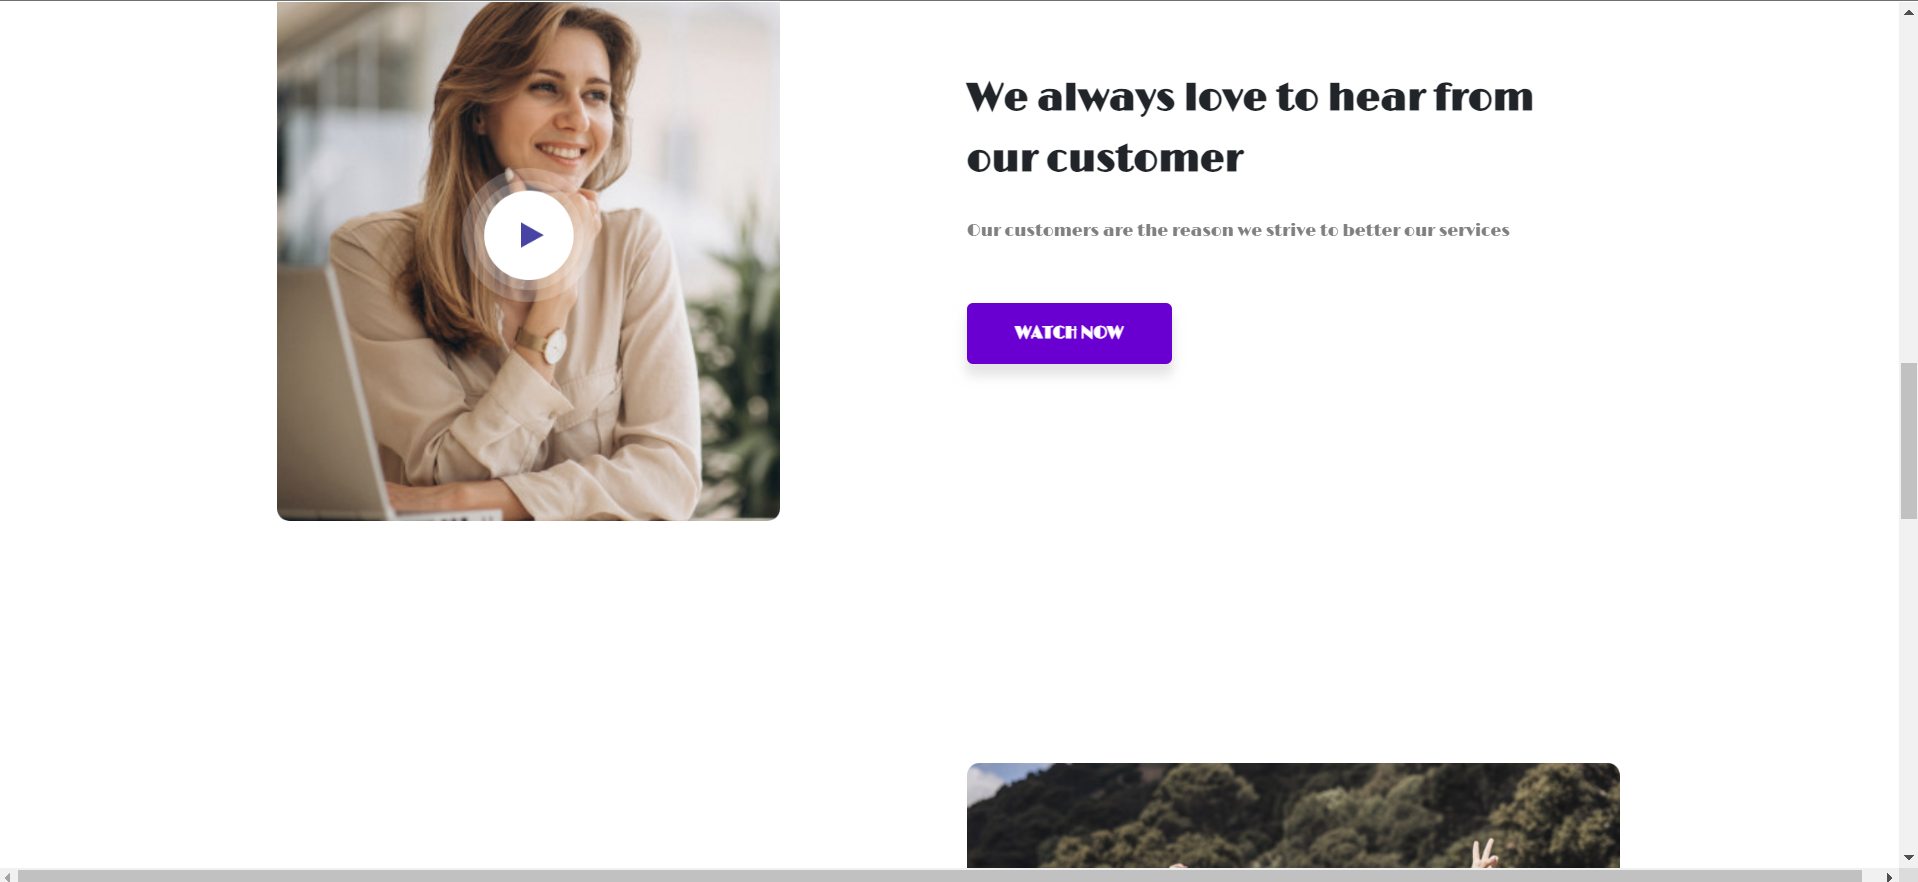 We always love to hear from
our customer
Our customers are the reason we strive to better our services
WATCH NOW